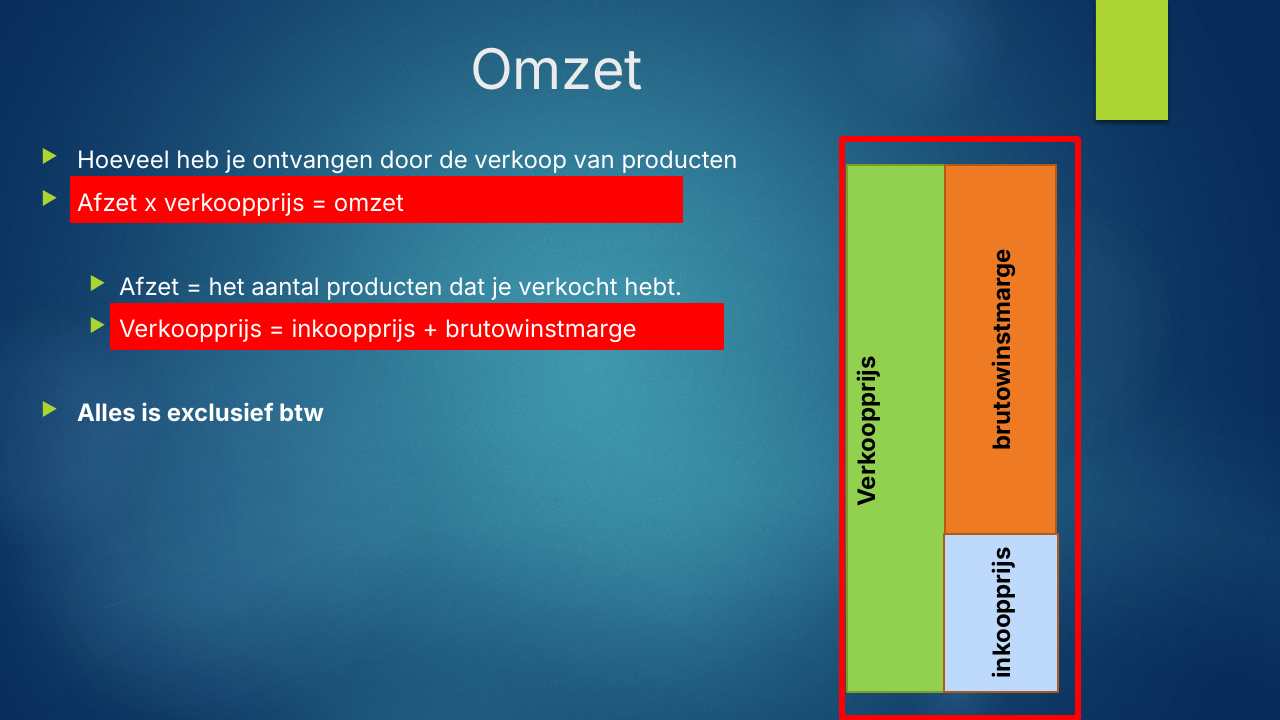 Omzet
Hoeveel heb je ontvangen door de verkoop van producten
Afzet x verkoopprijs = omzet
Afzet = het aantal producten dat je verkocht hebt.
Verkoopprijs = inkoopprijs + brutowinstmarge
Alles is exclusief btw
Verkoopprijs
brutowinstmarge
inkoopprijs